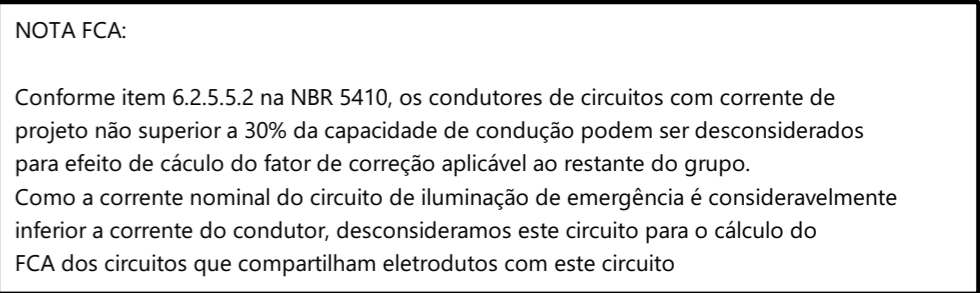 NOTA FCA:
Conforme item 6.2.5.5.2 na NBR 5410, os condutores de circuitos com corrente de
projeto não superior a 30% da capacidade de condução podem ser desconsiderados
para efeito de cáculo do fator de correção aplicável ao restante do grupo.
Como a corrente nominal do circuito de iluminação de emergência é consideravelmente
inferior a corrente do condutor, desconsideramos este circuito para o cálculo do
FCA dos circuitos que compartilham eletrodutos com este circuito